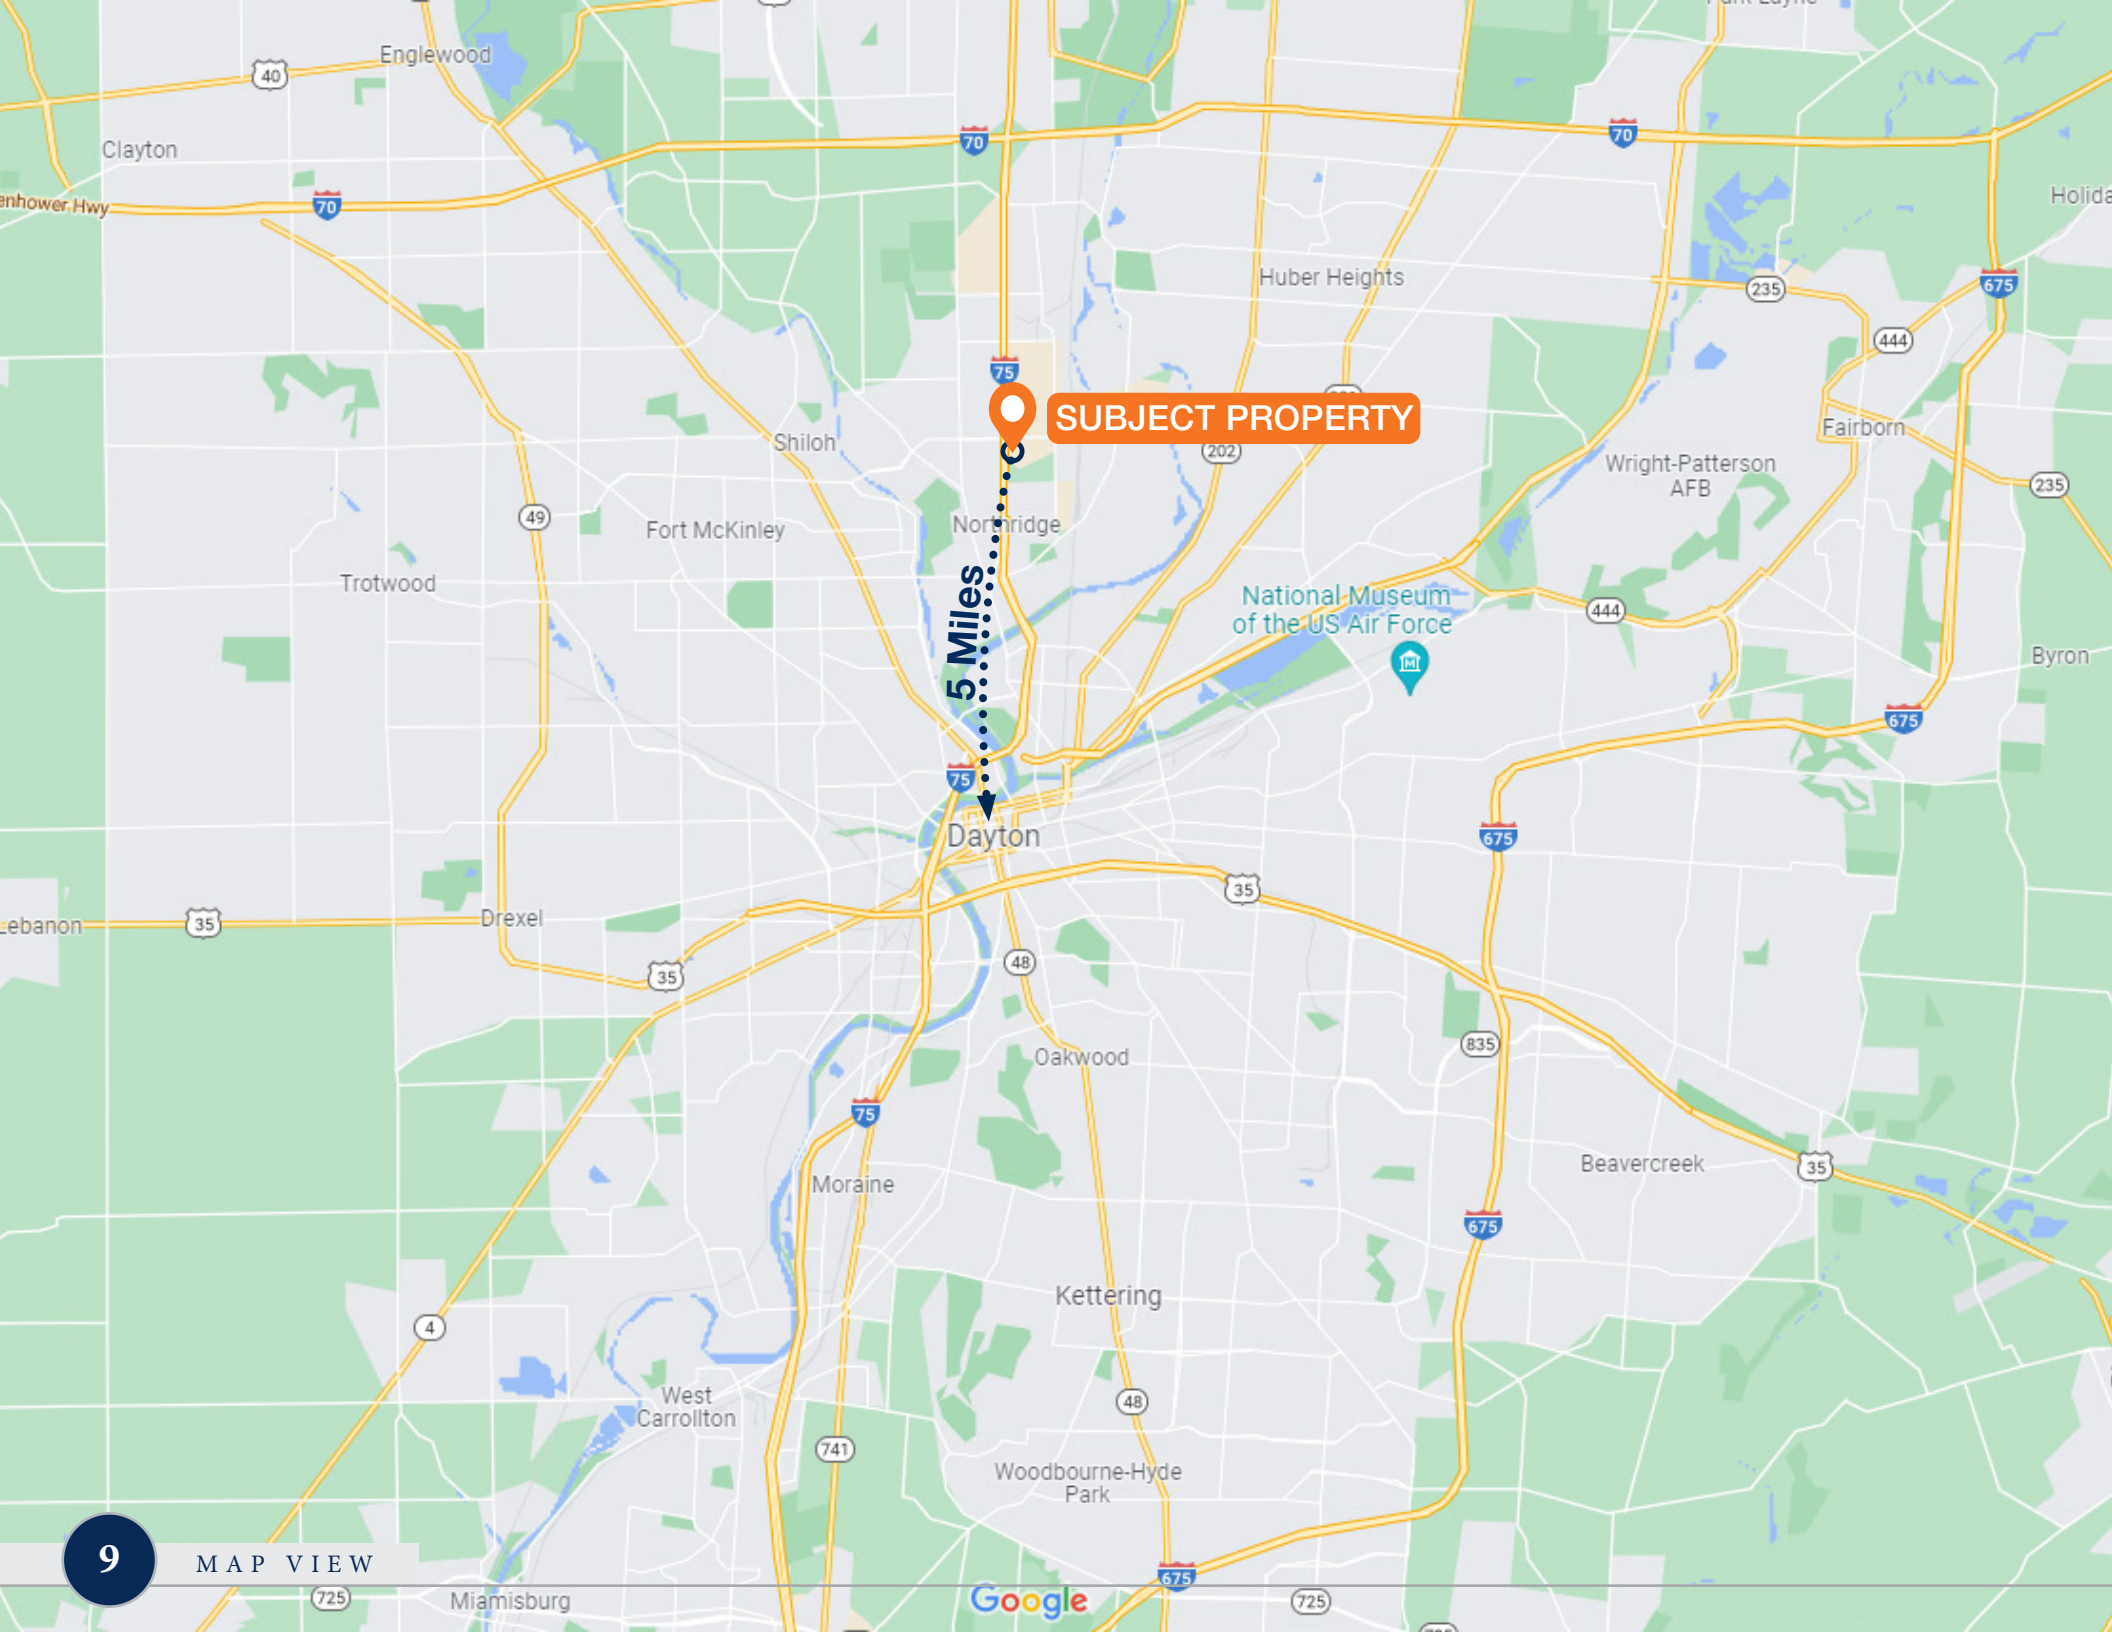 Englewood
40
Clayton
70
70
70
enhower Hwy
Holida
Huber Heights
235
675
444
75
SUBJECT PROPERTY
Shiloh
202
Fairborn
Wright-Patterson
AFB
235
49
Fort McKinley
Northridge
Trotwood
5 Miles
National Museum
of the US Air Force
444
Byron
675
75
Dayton
675
35
Lebanon
35
Drexel
35
48
835
Oakwood
75
Moraine
Beavercreek
35
675
Kettering
4
West
Carrollton
48
741
Woodbourne-Hyde
Park
9
MAP VIEW
675
725
Miamisburg
Google
725